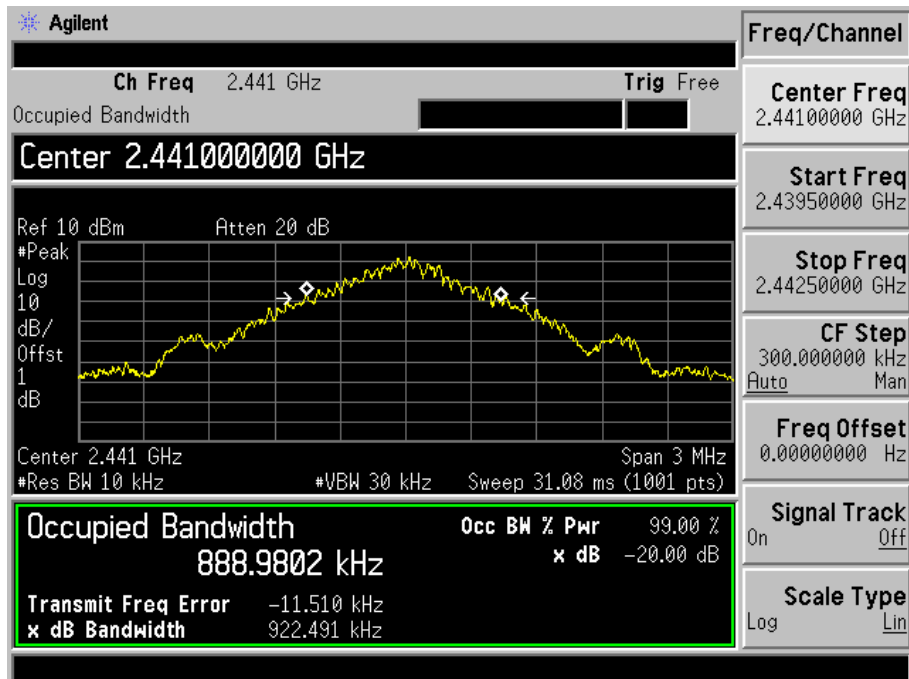 Agilent
Freq/Channel
Ch Freq 2.441 GHz Trig Free
Occupied Bandwidth
Center 2.441000000 GHz
Ref 10 dBm Atten 20 dB
#Peak
Log
10
dB/
Offst
1
dB
Center 2.441 GHz Span 3 MHz
#Res BW 10 kHz #VBW 30 kHz Sweep 31.08 ms (1001 pts)
Occupied Bandwidth
888.9802 kHz
Occ BW % Pwr 99.00 %
x dB -20.00 dB
Transmit Freq Error -11.510 kHz
x dB Bandwidth 922.491 kHz
Center Freq
2.44100000 GHz
Start Freq
2.43950000 GHz
Stop Freq
2.44250000 GHz
CF Step
300.000000 kHz
Auto Man
Freq Offset
0.00000000 Hz
Signal Track
On Off
Scale Type
Log Lin